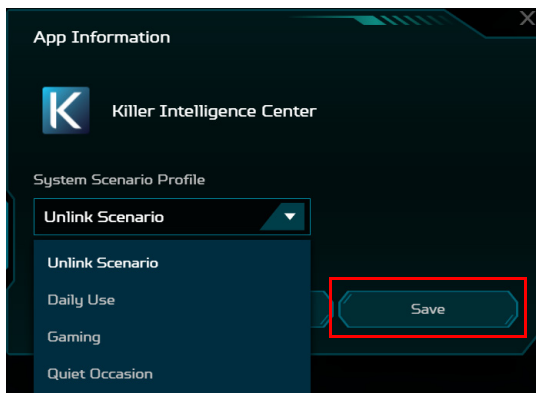 App Information
X
K
Killer Intelligence Center
System Scenario Profile
Unlink Scenario
Unlink Scenario
Daily Use
Save
Gaming
Quiet Occasion